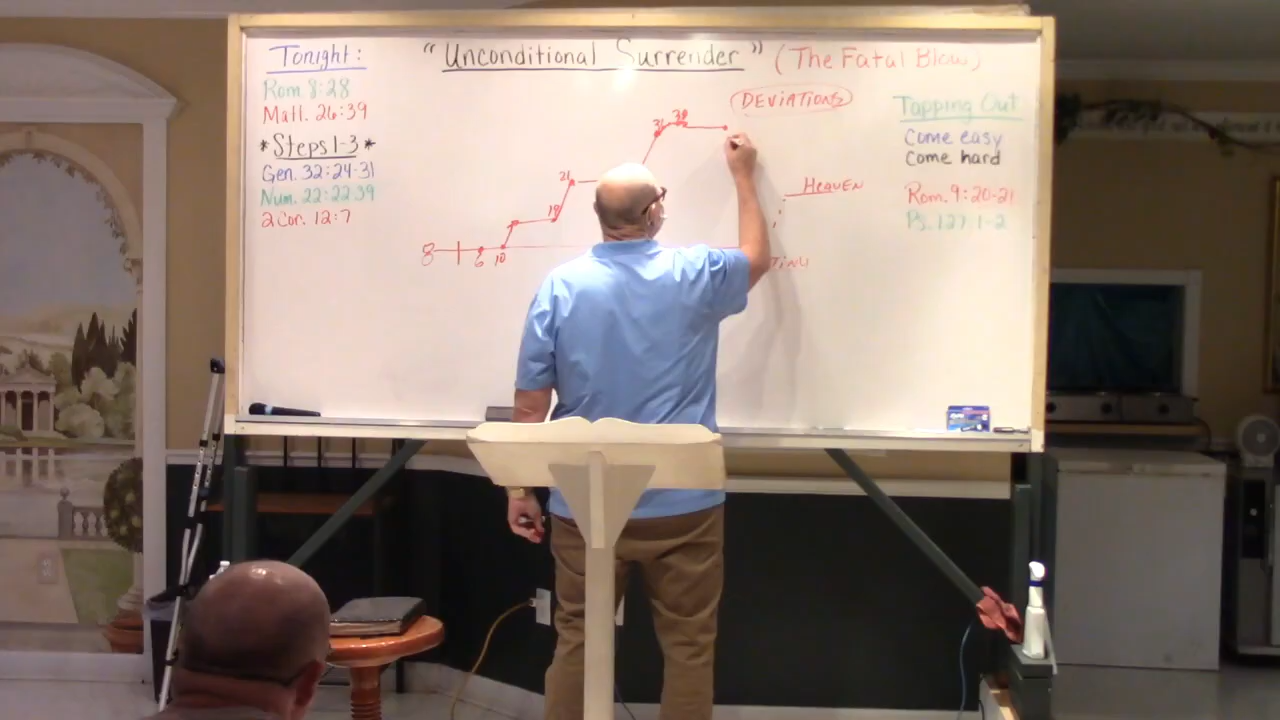 Tonight:
Rom. 8:28
Matt. 26:39
*Steps 1-3*
Gen. 32:24-31
Num. 22:22-39
2 Cor. 12:7
"Unconditional Surrender" (The Fatal Blow)
DEVIATIONS
38
21
18
8
6
10
HEAVEN
Tapping Out
Come easy
Come hard
Rom. 9:20-21
Ps. 127:1-2